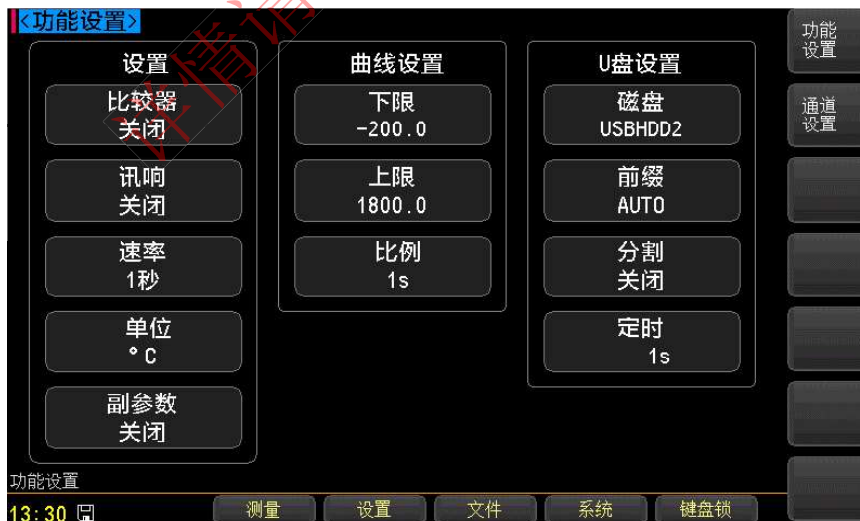 <功能设置>
设置
比较器
关闭
讯响
关闭
速率
1秒
单位
°C
副参数
关闭
曲线设置
下限
-200.0
上限
1800.0
比例
1s
U盘设置
磁盘
USBHDD2
前缀
AUTO
分割
关闭
定时
1s
功能
设置
通道
设置
功能设置
13:30
测量
设置
文件
系统
键盘锁
详情请